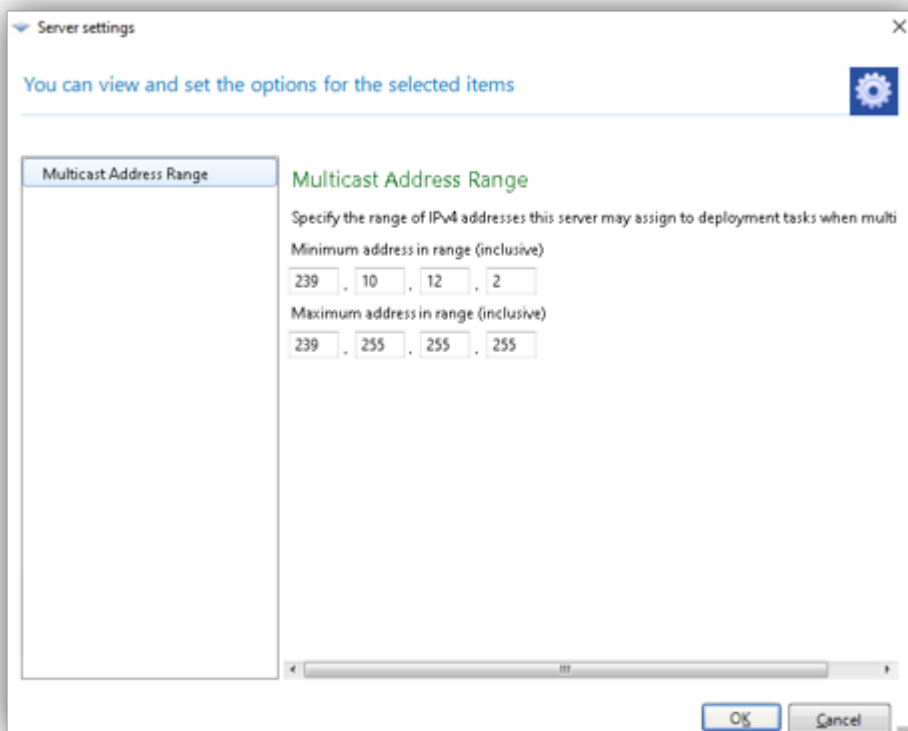 Server settings
You can view and set the options for the selected items
Multicast Address Range
Multicast Address Range
Specify the range of IPv4 addresses this server may assign to deployment tasks when multi
Minimum address in range (inclusive)
239 . 10 . 12 . 2
Maximum address in range (inclusive)
239 . 255 . 255 . 255
OK Cancel